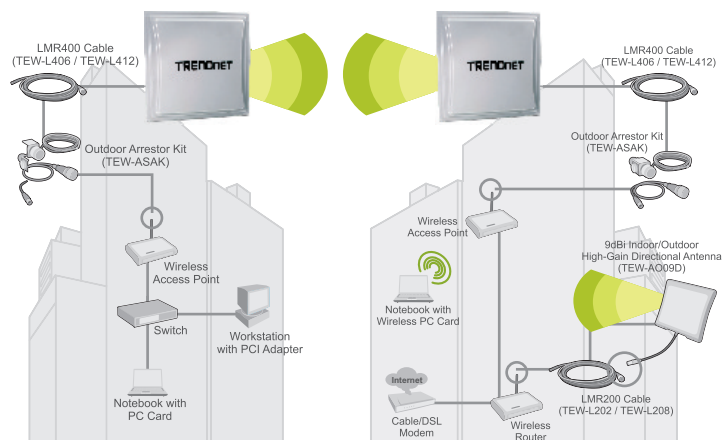 LMR400 Cable
(TEW-L406 / TEW-L412)
TRENDnet
Outdoor Arrestor Kit
(TEW-ASAK)
Wireless
Access Point
Switch
Workstation
with PCI Adapter
Notebook with
PC Card
TRENDnet
LMR400 Cable
(TEW-L406 / TEW-L412)
Outdoor Arrestor Kit
(TEW-ASAK)
Wireless
Access Point
9dBi Indoor/Outdoor
High-Gain Directional Antenna
(TEW-AO09D)
Notebook with
Wireless PC Card
Internet
Cable/DSL
Modem
Wireless
Router
LMR200 Cable
(TEW-L202 / TEW-L208)